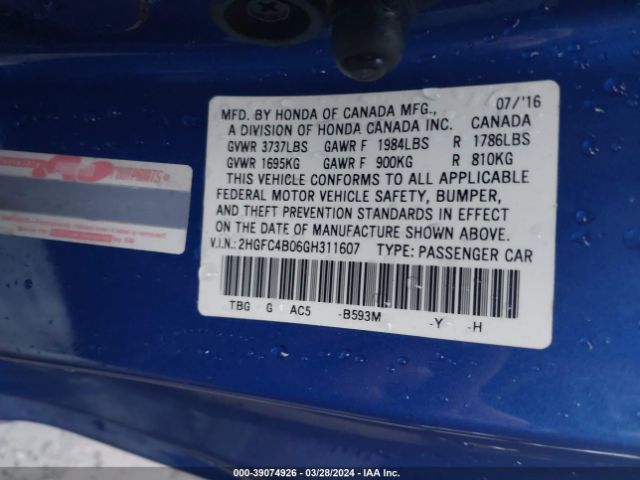 MFD. BY HONDA OF CANADA MFG., 07/'16
A DIVISION OF HONDA CANADA INC. CANADA
GVWR 3737LBS GAWR F 1984LBS R 1786LBS
GVWR 1695KG GAWR F 900KG R 810KG
THIS VEHICLE CONFORMS TO ALL APPLICABLE
FEDERAL MOTOR VEHICLE SAFETY, BUMPER,
AND THEFT PREVENTION STANDARDS IN EFFECT
ON THE DATE OF MANUFACTURE SHOWN ABOVE.
V.I.N.: 2HGFC4B06GH311607 TYPE: PASSENGER CAR
TBG G AC5 -B593M -Y -H
000-39074926 | 03/28/2024 | IAA Inc.